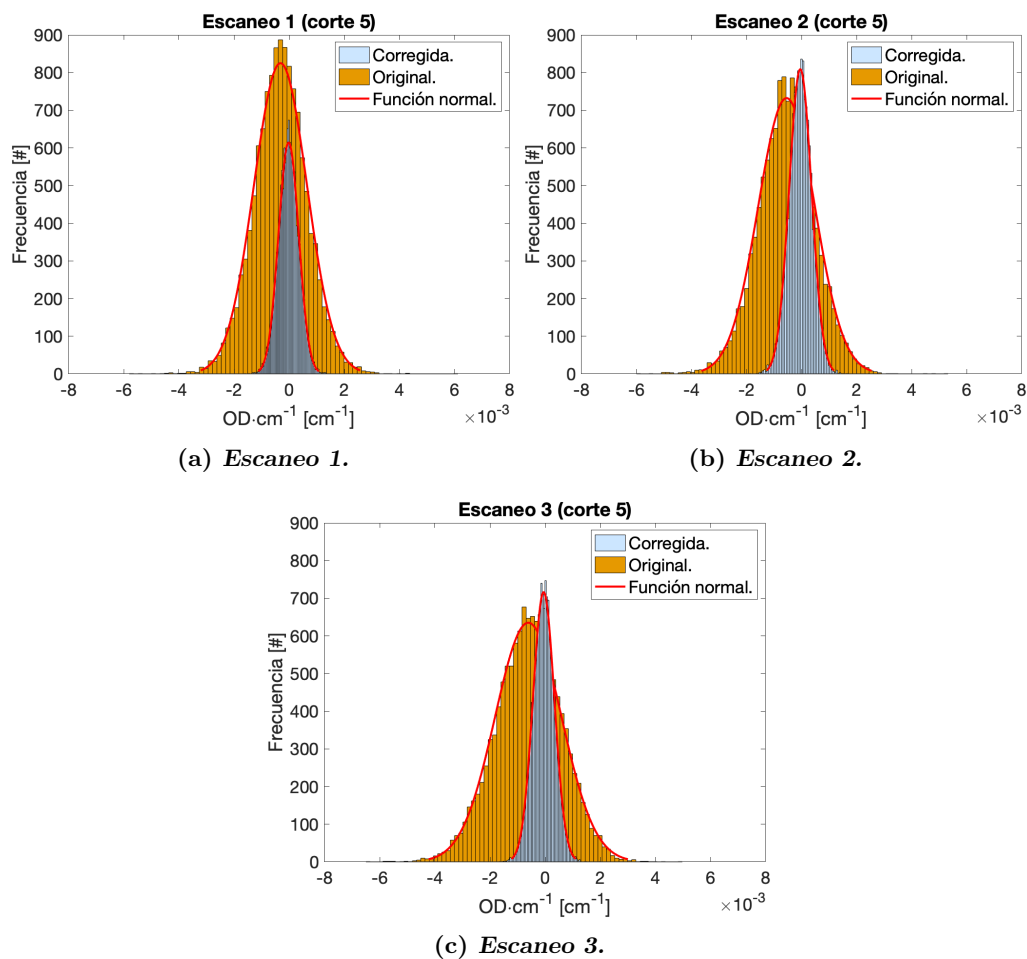 Escaneo 1 (corte 5)
900
800
700
600
500
400
300
200
100
0
Frecuencia [#]
Corregida.
Original.
Función normal.
-8 -6 -4 -2 0 2 4 6 8
×10⁻³
OD·cm⁻¹ [cm⁻¹]
(a) Escaneo 1.
Escaneo 2 (corte 5)
900
800
700
600
500
400
300
200
100
0
Frecuencia [#]
Corregida.
Original.
Función normal.
-8 -6 -4 -2 0 2 4 6 8
×10⁻³
OD·cm⁻¹ [cm⁻¹]
(b) Escaneo 2.
Escaneo 3 (corte 5)
900
800
700
600
500
400
300
200
100
0
Frecuencia [#]
Corregida.
Original.
Función normal.
-8 -6 -4 -2 0 2 4 6 8
×10⁻³
OD·cm⁻¹ [cm⁻¹]
(c) Escaneo 3.